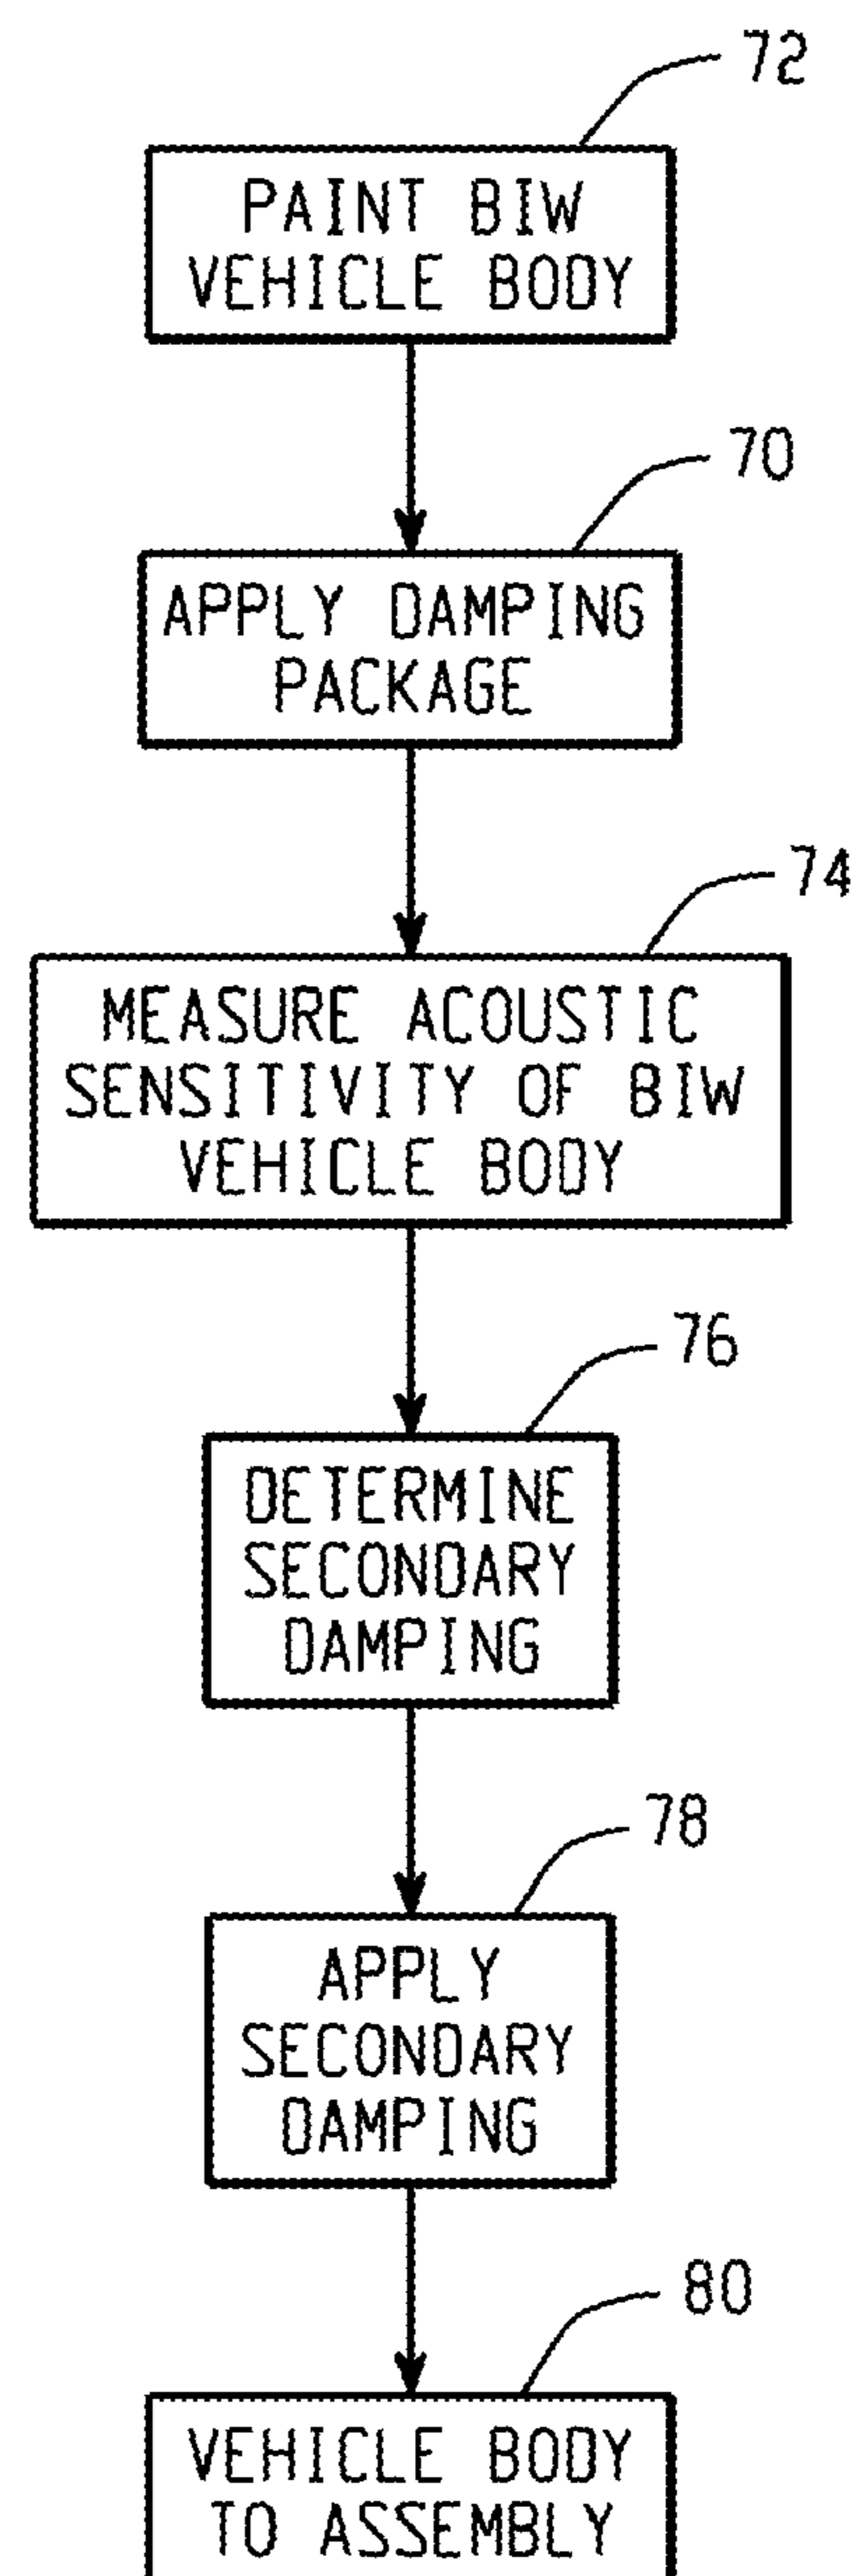 72
PAINT BIW
VEHICLE BODY
70
APPLY DAMPING
PACKAGE
74
MEASURE ACOUSTIC
SENSITIVITY OF BIW
VEHICLE BODY
76
DETERMINE
SECONDARY
DAMPING
78
APPLY
SECONDARY
DAMPING
80
VEHICLE BODY
TO ASSEMBLY